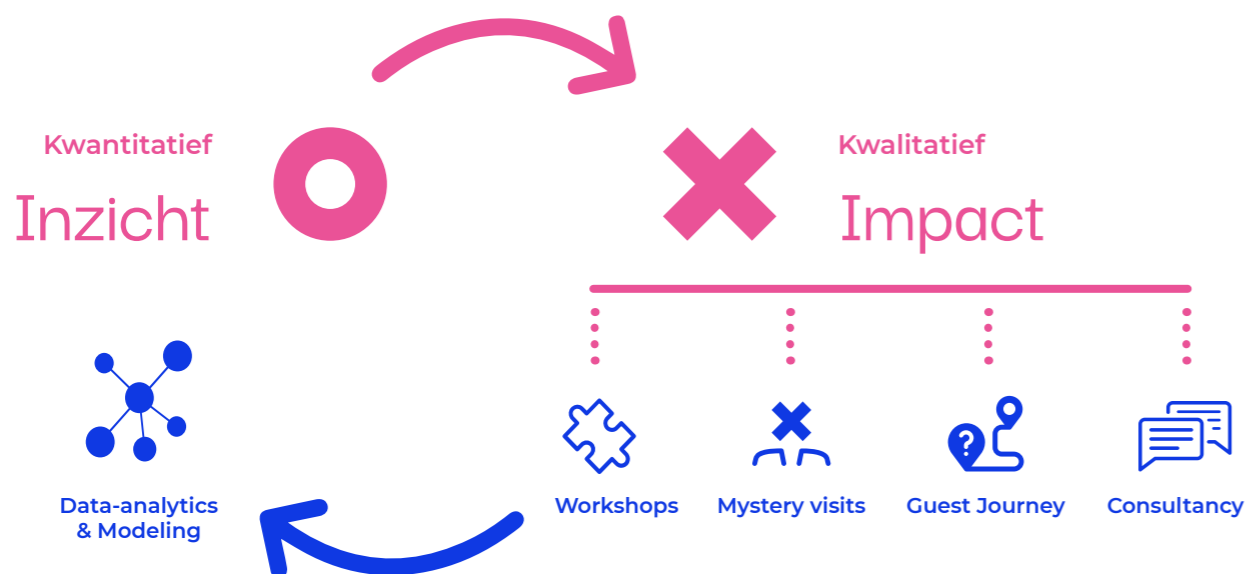 Kwantitatief
Inzicht
Kwalitatief
Impact
Data-analytics
& Modeling
Workshops
Mystery visits
?
Guest Journey
Consultancy